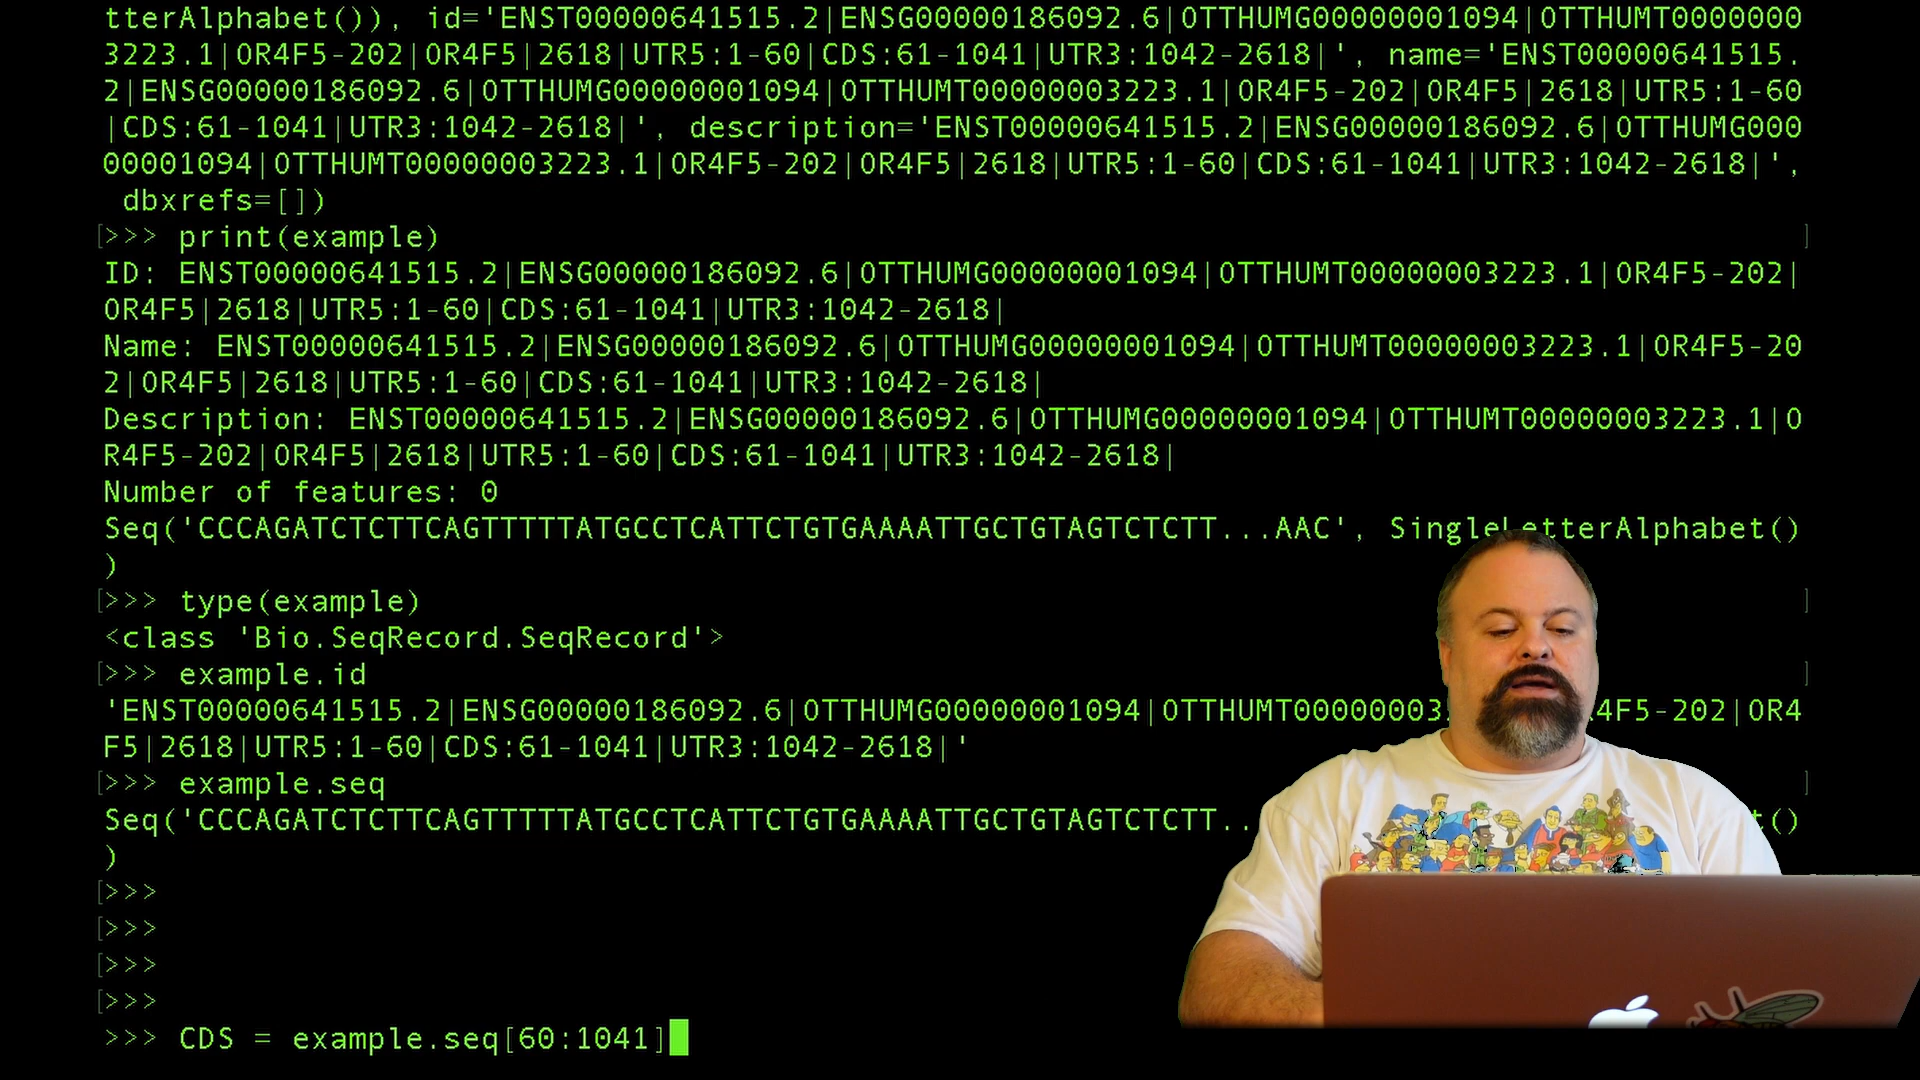 tterAlphabet()), id='ENST00000641515.2|ENSG00000186092.6|OTTHUMG00000001094|OTTHUMT0000000
3223.1|OR4F5-202|OR4F5|2618|UTR5:1-60|CDS:61-1041|UTR3:1042-2618|', name='ENST00000641515.
2|ENSG00000186092.6|OTTHUMG00000001094|OTTHUMT00000003223.1|OR4F5-202|OR4F5|2618|UTR5:1-60
|CDS:61-1041|UTR3:1042-2618|', description='ENST00000641515.2|ENSG00000186092.6|OTTHUMG000
00001094|OTTHUMT00000003223.1|OR4F5-202|OR4F5|2618|UTR5:1-60|CDS:61-1041|UTR3:1042-2618|',
 dbxrefs=[])
[>>> print(example) ]
ID: ENST00000641515.2|ENSG00000186092.6|OTTHUMG00000001094|OTTHUMT00000003223.1|OR4F5-202|
OR4F5|2618|UTR5:1-60|CDS:61-1041|UTR3:1042-2618|
Name: ENST00000641515.2|ENSG00000186092.6|OTTHUMG00000001094|OTTHUMT00000003223.1|OR4F5-20
2|OR4F5|2618|UTR5:1-60|CDS:61-1041|UTR3:1042-2618|
Description: ENST00000641515.2|ENSG00000186092.6|OTTHUMG00000001094|OTTHUMT00000003223.1|O
R4F5-202|OR4F5|2618|UTR5:1-60|CDS:61-1041|UTR3:1042-2618|
Number of features: 0
Seq('CCCAGATCTCTTCAGTTTTTATGCCTCATTCTGTGAAAATTGCTGTAGTCTCTT...AAC', SingleLetterAlphabet()
)
[>>> type(example) ]
<class 'Bio.SeqRecord.SeqRecord'>
[>>> example.id ]
'ENST00000641515.2|ENSG00000186092.6|OTTHUMG00000001094|OTTHUMT00000003. 4F5-202|OR4
F5|2618|UTR5:1-60|CDS:61-1041|UTR3:1042-2618|'
[>>> example.seq ]
Seq('CCCAGATCTCTTCAGTTTTTATGCCTCATTCTGTGAAAATTGCTGTAGTCTCTT.. t()
)
[>>>
[>>>
[>>>
[>>>
>>> CDS = example.seq[60:1041]